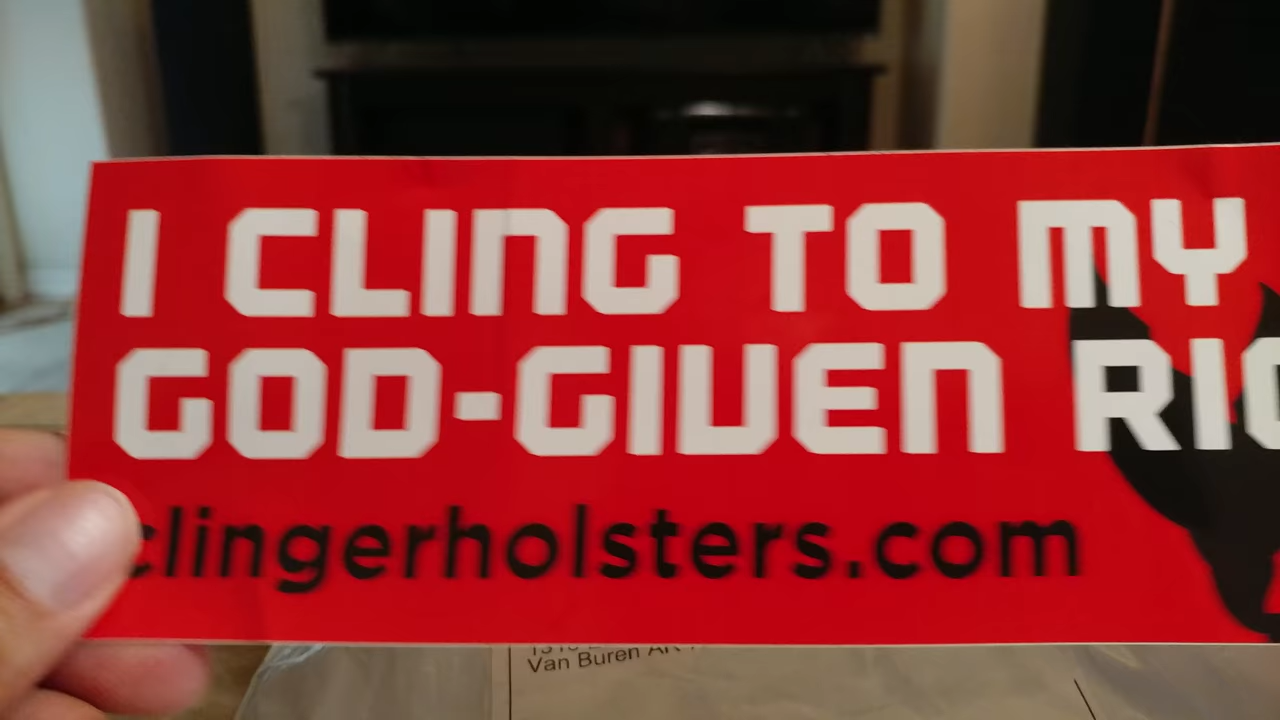 I CLING TO MY
GOD-GIVEN RIG
clingerholsters.com
Van Buren AR